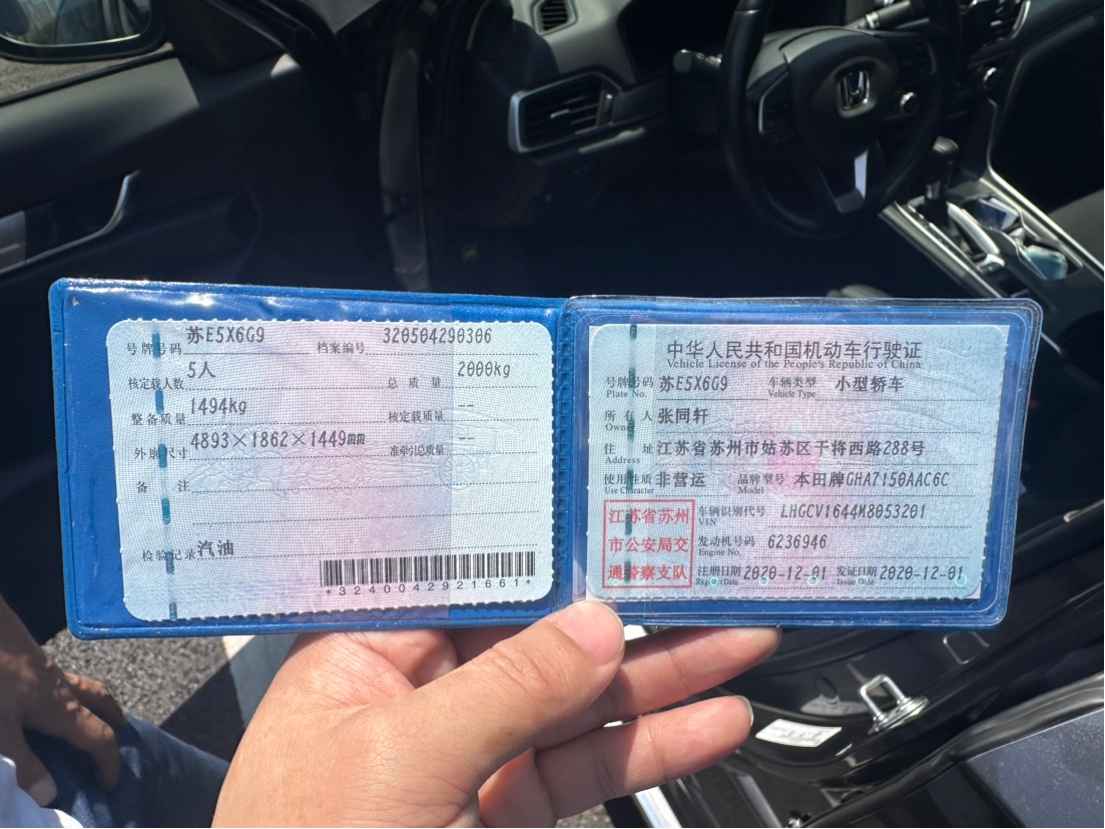 苏E5X6G9
号牌号码
档案编号
320504290306
核定载人数
5人
总质量
2000kg
整备质量
1494kg
核定载质量
--
外廓尺寸
4893×1862×1449mm
准牵引总质量
--
备注
检验记录
汽油
*3240042921661*
中华人民共和国机动车行驶证
Vehicle License of the People's Republic of China
号牌号码 苏E5X6G9 车辆类型 小型轿车
Plate No. Vehicle Type
所有人 张同轩
Owner
住址 江苏省苏州市姑苏区干将西路288号
Address
使用性质 非营运 品牌型号 本田牌GHA7150AAC6C
Use Character Model
江苏省苏州
市公安局交
通警察支队
车辆识别代号 LHGCV1644M8053201
VIN
发动机号码 6236946
Engine No.
注册日期 2020-12-01 发证日期 2020-12-01
Register Date Issue Date